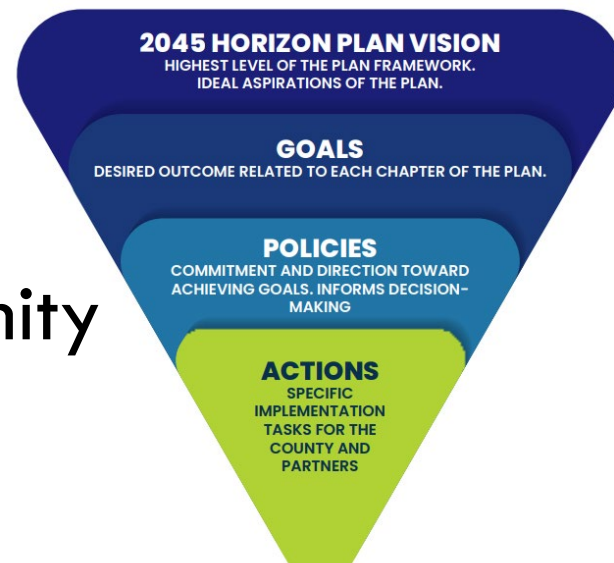 2045 HORIZON PLAN VISION
HIGHEST LEVEL OF THE PLAN FRAMEWORK.
IDEAL ASPIRATIONS OF THE PLAN.
GOALS
DESIRED OUTCOME RELATED TO EACH CHAPTER OF THE PLAN.
POLICIES
COMMITMENT AND DIRECTION TOWARD
ACHIEVING GOALS. INFORMS DECISION-
MAKING
nity
ACTIONS
SPECIFIC
IMPLEMENTATION
TASKS FOR THE
COUNTY AND
PARTNERS